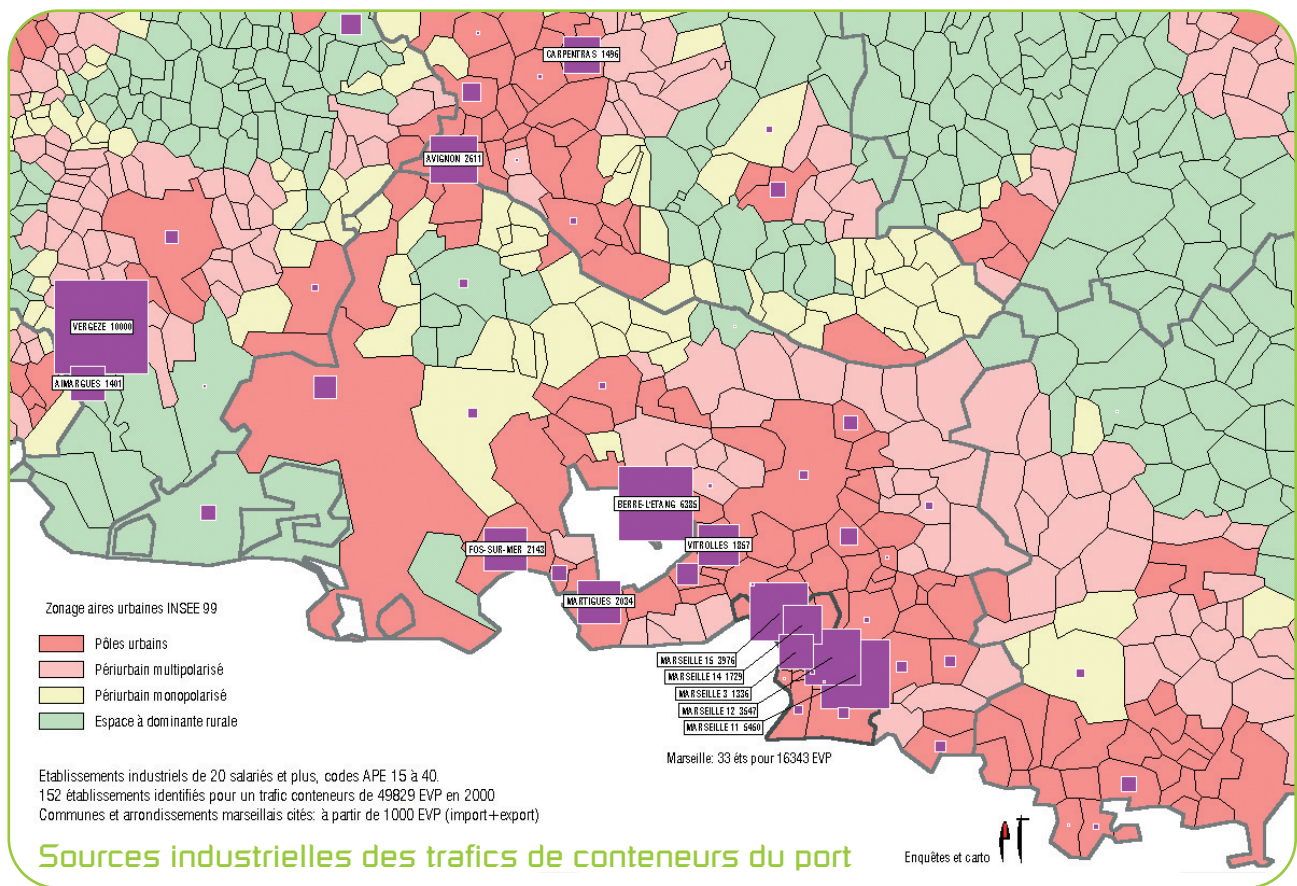 CARPENTRAS 1496
AVIGNON 2611
VERGEZE 10000
AIMARGUES 1401
BERRE-L'ETANG 6385
VITROLLES 1857
FOS-SUR-MER 2143
MARTIGUES 2034
MARSEILLE 15 3976
MARSEILLE 14 1729
MARSEILLE 3 1336
MARSEILLE 12 3547
MARSEILLE 11 5460
Marseille: 33 éts pour 16343 EVP
Zonage aires urbaines INSEE 99
Pôles urbains
Périurbain multipolarisé
Périurbain monopolarisé
Espace à dominante rurale
Etablissements industriels de 20 salariés et plus, codes APE 15 à 40.
152 établissements identifiés pour un trafic conteneurs de 49829 EVP en 2000
Communes et arrondissements marseillais cités: à partir de 1000 EVP (import+export)
Sources industrielles des trafics de conteneurs du port
Enquêtes et carto